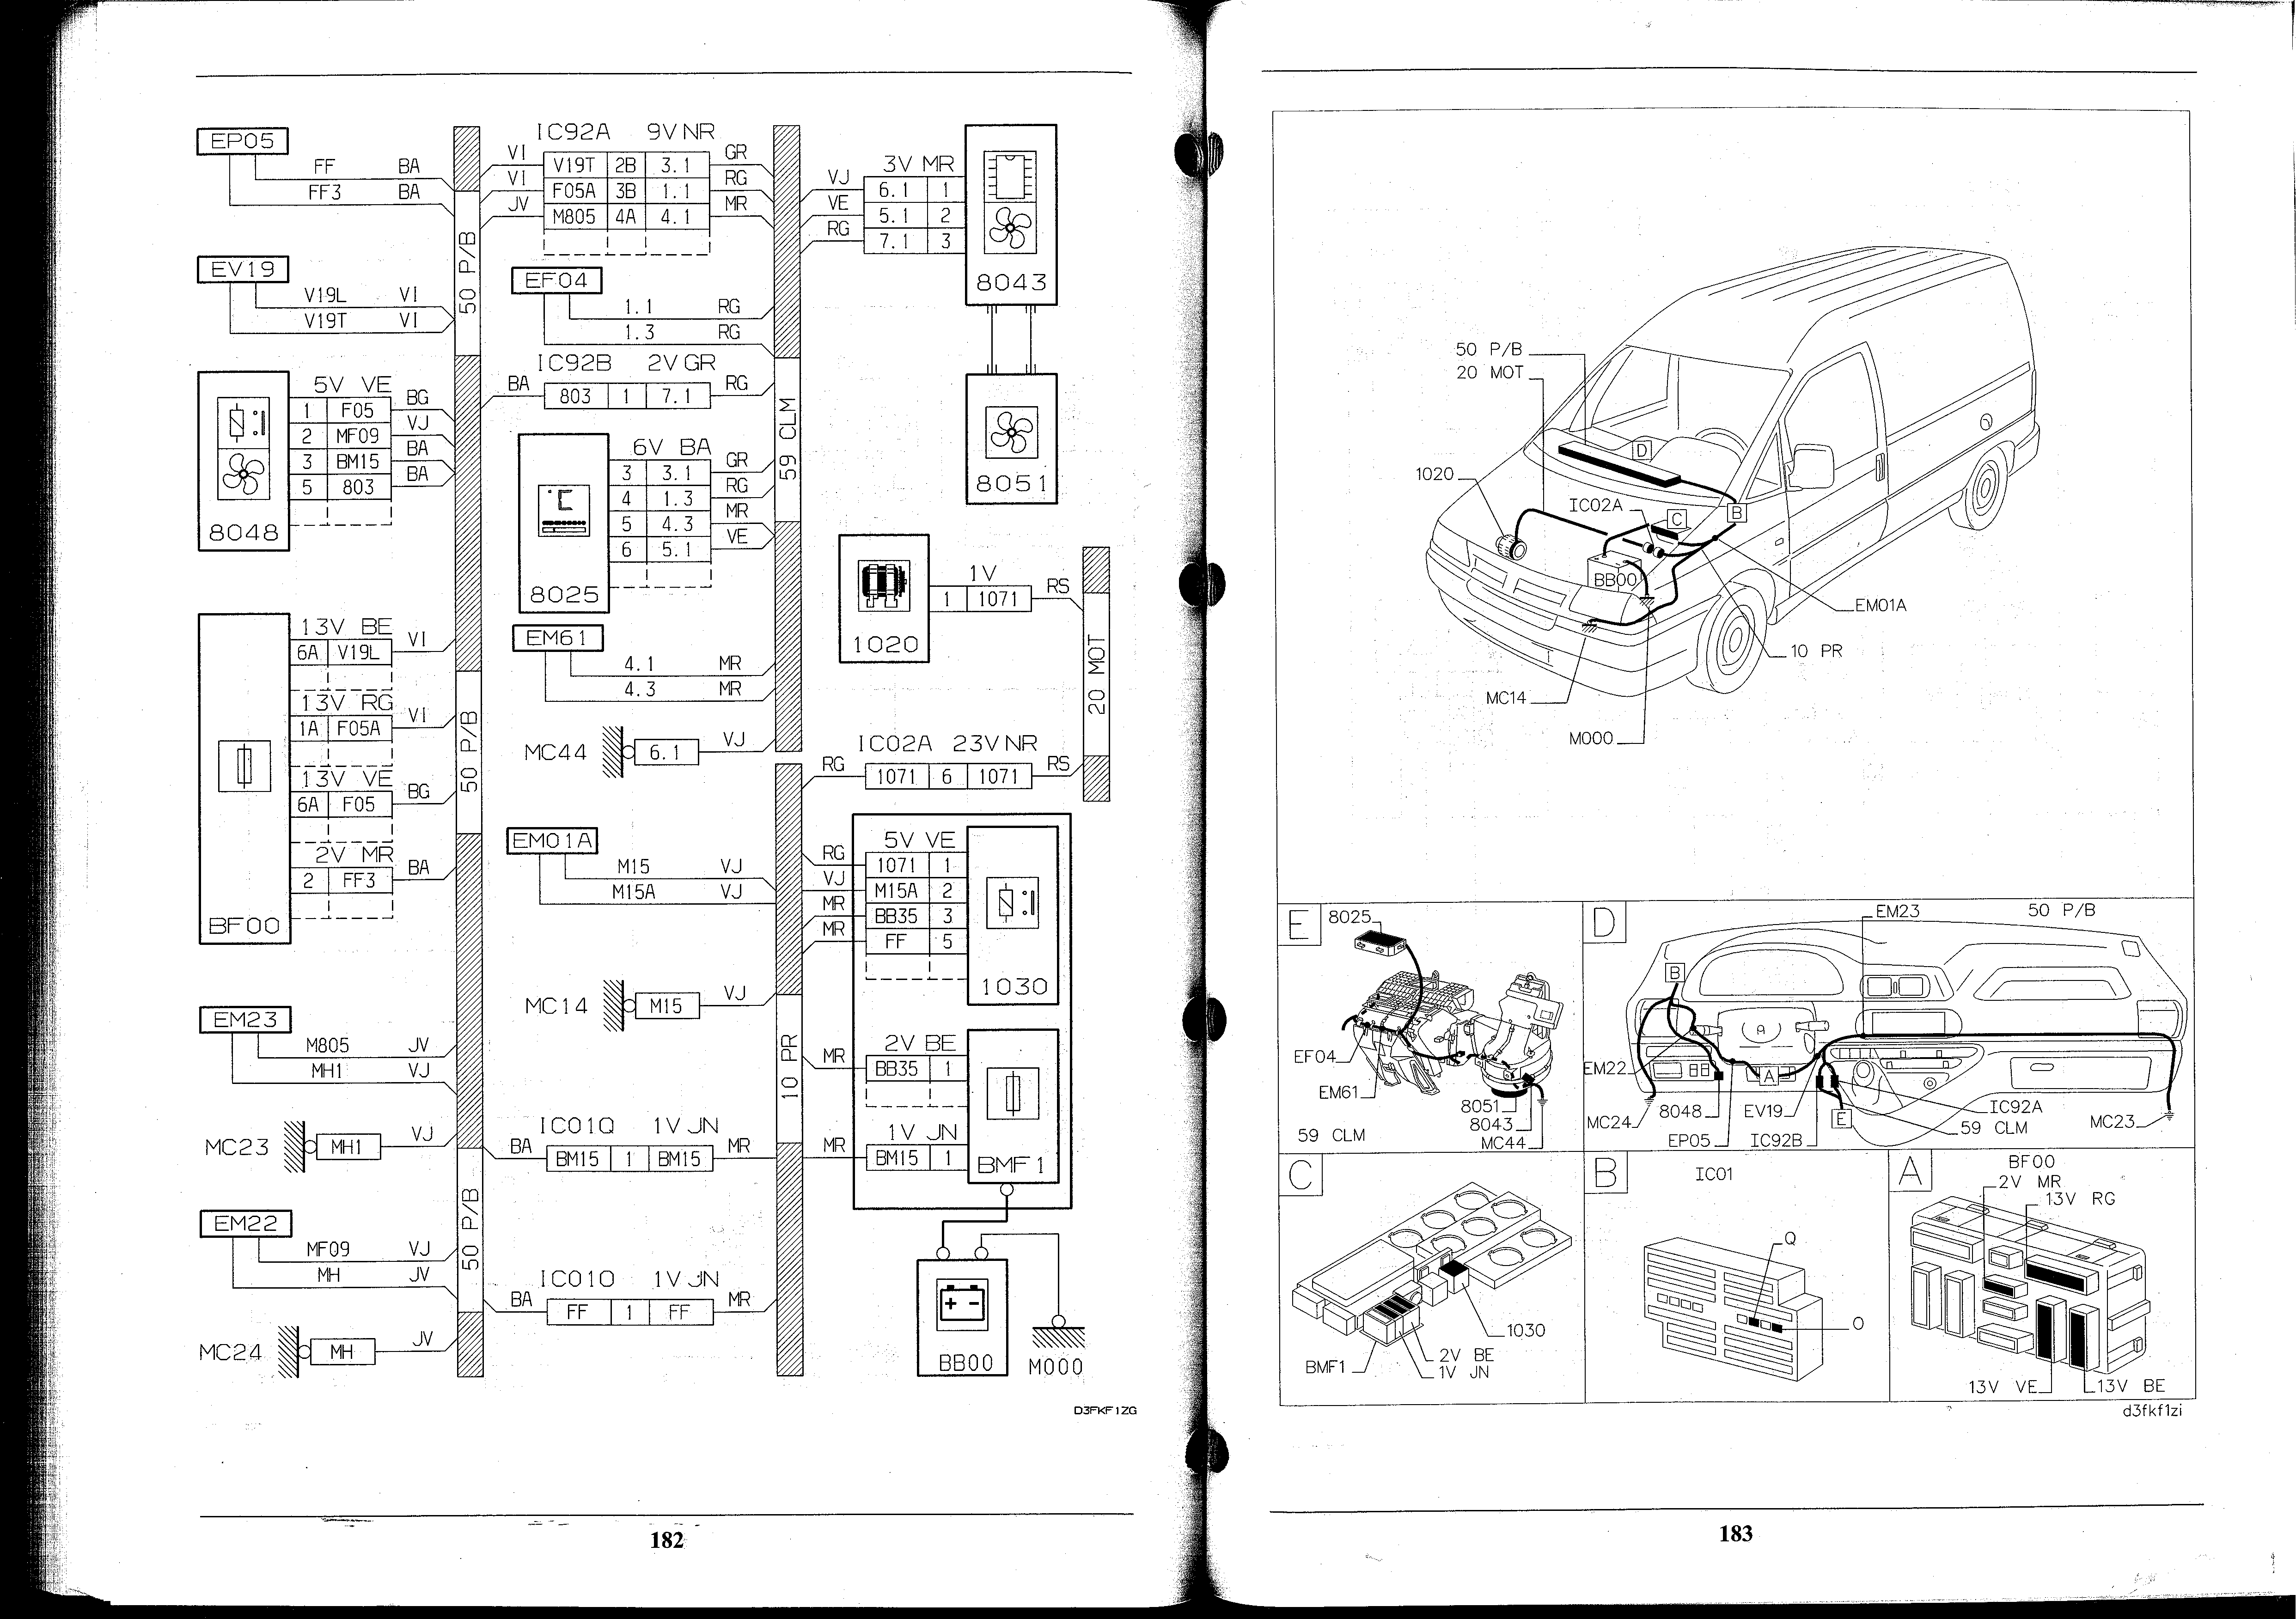 EP05
FF BA
FF3 BA
EV19
V19L VI
V19T VI
5V VE
1 F05 BG
2 MF09 VJ
3 BM15 BA
5 803 BA
8048
13V BE
6A V19L VI
13V RG
1A F05A VI
13V VE
6A F05 BG
2V MR
2 FF3 BA
BF00
EM23
M805 JV
MH1 VJ
MC23 MH1 VJ
EM22
MF09 VJ
MH JV
MC24 MH JV
50 P/B
50 P/B
50 P/B
IC92A 9V NR
VI V19T 2B 3.1 GR
VI F05A 3B 1.1 RG
JV M805 4A 4.1 MR
EF04
1.1 RG
1.3 RG
IC92B 2V GR
BA 803 1 7.1 RG
6V BA
3 3.1 GR
4 1.3 RG
5 4.3 MR
6 5.1 VE
°C
8025
EM61
4.1 MR
4.3 MR
MC44 6.1 VJ
EM01A
M15 VJ
M15A VJ
MC14 M15 VJ
IC01Q 1V JN
BA BM15 1 BM15 MR
IC01O 1V JN
BA FF 1 FF MR
59 CLM
10 PR
3V MR
VJ 6.1 1
VE 5.1 2
RG 7.1 3
8043
8051
1V
1 1071 RS
1020
20 MOT
IC02A 23V NR
RG 1071 6 1071 RS
5V VE
RG 1071 1
VJ M15A 2
MR BB35 3
MR FF 5
1030
2V BE
MR BB35 1
1V JN
MR BM15 1
BMF1
+ -
BB00
M000
D3FKF1ZG
182
50 P/B
20 MOT
D
1020
IC02A
C
B
BB00
EM01A
10 PR
MC14
M000
E
8025
EF04
EM61
8051
8043
MC44
59 CLM
D
EM23
50 P/B
B
A
EM22
MC24
8048
EP05
EV19
IC92B
E
IC92A
59 CLM
MC23
C
1030
2V BE
1V JN
BMF1
B
IC01
Q
O
A
BF00
2V MR
13V RG
13V VE
13V BE
d3fkf1zi
183